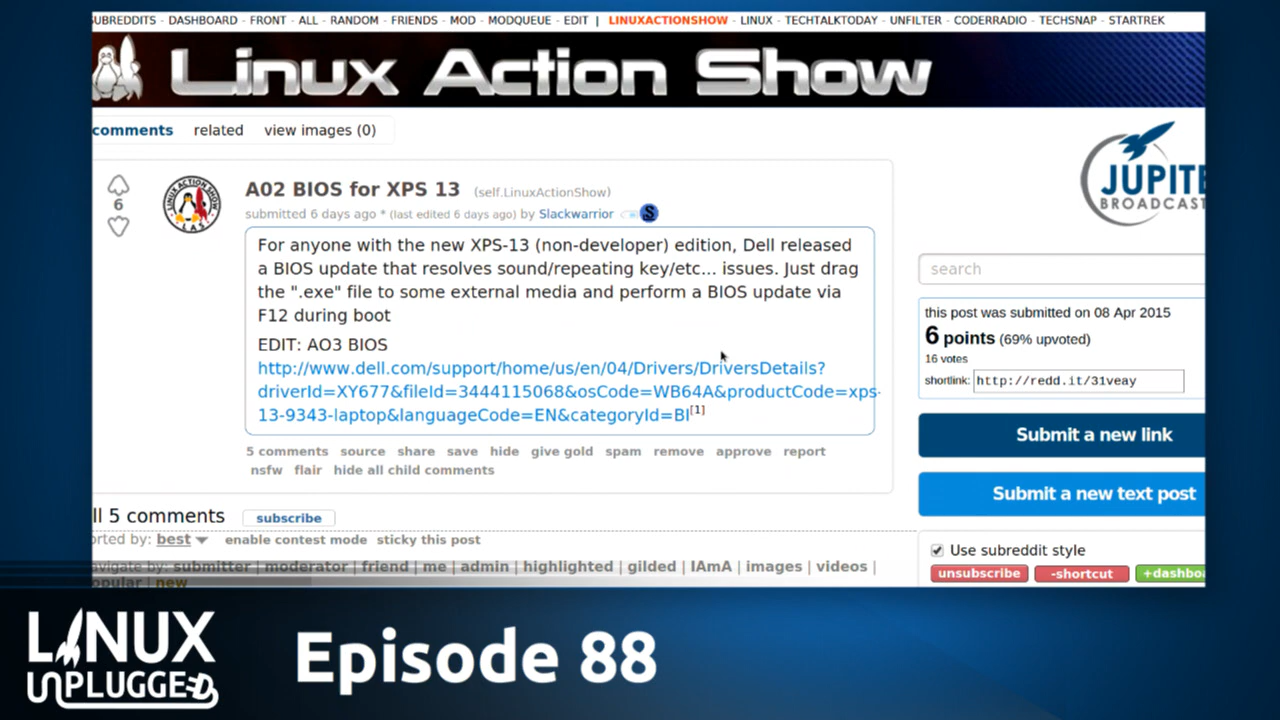 SUBREDDITS - DASHBOARD - FRONT - ALL - RANDOM - FRIENDS - MOD - MODQUEUE - EDIT | LINUXACTIONSHOW - LINUX - TECHTALKTODAY - UNFILTER - CODERRADIO - TECHSNAP - STARTREK
Linux Action Show
comments related view images (0)
JUPITE
BROADCAST
LINUX ACTION SHOW
L A S
6
A02 BIOS for XPS 13 (self.LinuxActionShow)
submitted 6 days ago * (last edited 6 days ago) by Slackwarrior S
For anyone with the new XPS-13 (non-developer) edition, Dell released
a BIOS update that resolves sound/repeating key/etc... issues. Just drag
the ".exe" file to some external media and perform a BIOS update via
F12 during boot
EDIT: AO3 BIOS
http://www.dell.com/support/home/us/en/04/Drivers/DriversDetails?
driverId=XY677&fileId=3444115068&osCode=WB64A&productCode=xps-
13-9343-laptop&languageCode=EN&categoryId=BI[1]
5 comments source share save hide give gold spam remove approve report
nsfw flair hide all child comments
ll 5 comments subscribe
orted by: best enable contest mode sticky this post
avigate by: submitter | moderator | friend | me | admin | highlighted | gilded | IAmA | images | videos |
opular | new
search
this post was submitted on 08 Apr 2015
6 points (69% upvoted)
16 votes
shortlink: http://redd.it/31veay
Submit a new link
Submit a new text post
Use subreddit style
unsubscribe -shortcut +dashboa
LINUX
UNPLUGGED
Episode 88